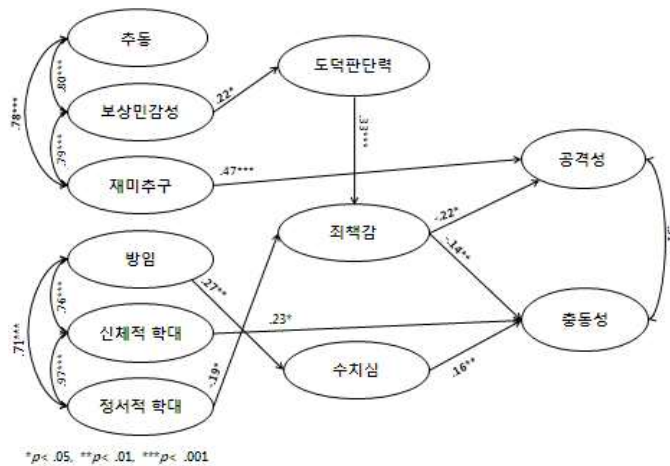 추동
도덕판단력
.80***
.22*
보상민감성
.78***
.33***
.79***
공격성
.47***
재미추구
-.22*
죄책감
방임
-.14**
.27**
.76***
.23*
신체적 학대
충동성
.71***
-.19*
.97***
수치심
.16**
정서적 학대
*p< .05, **p< .01, ***p< .001